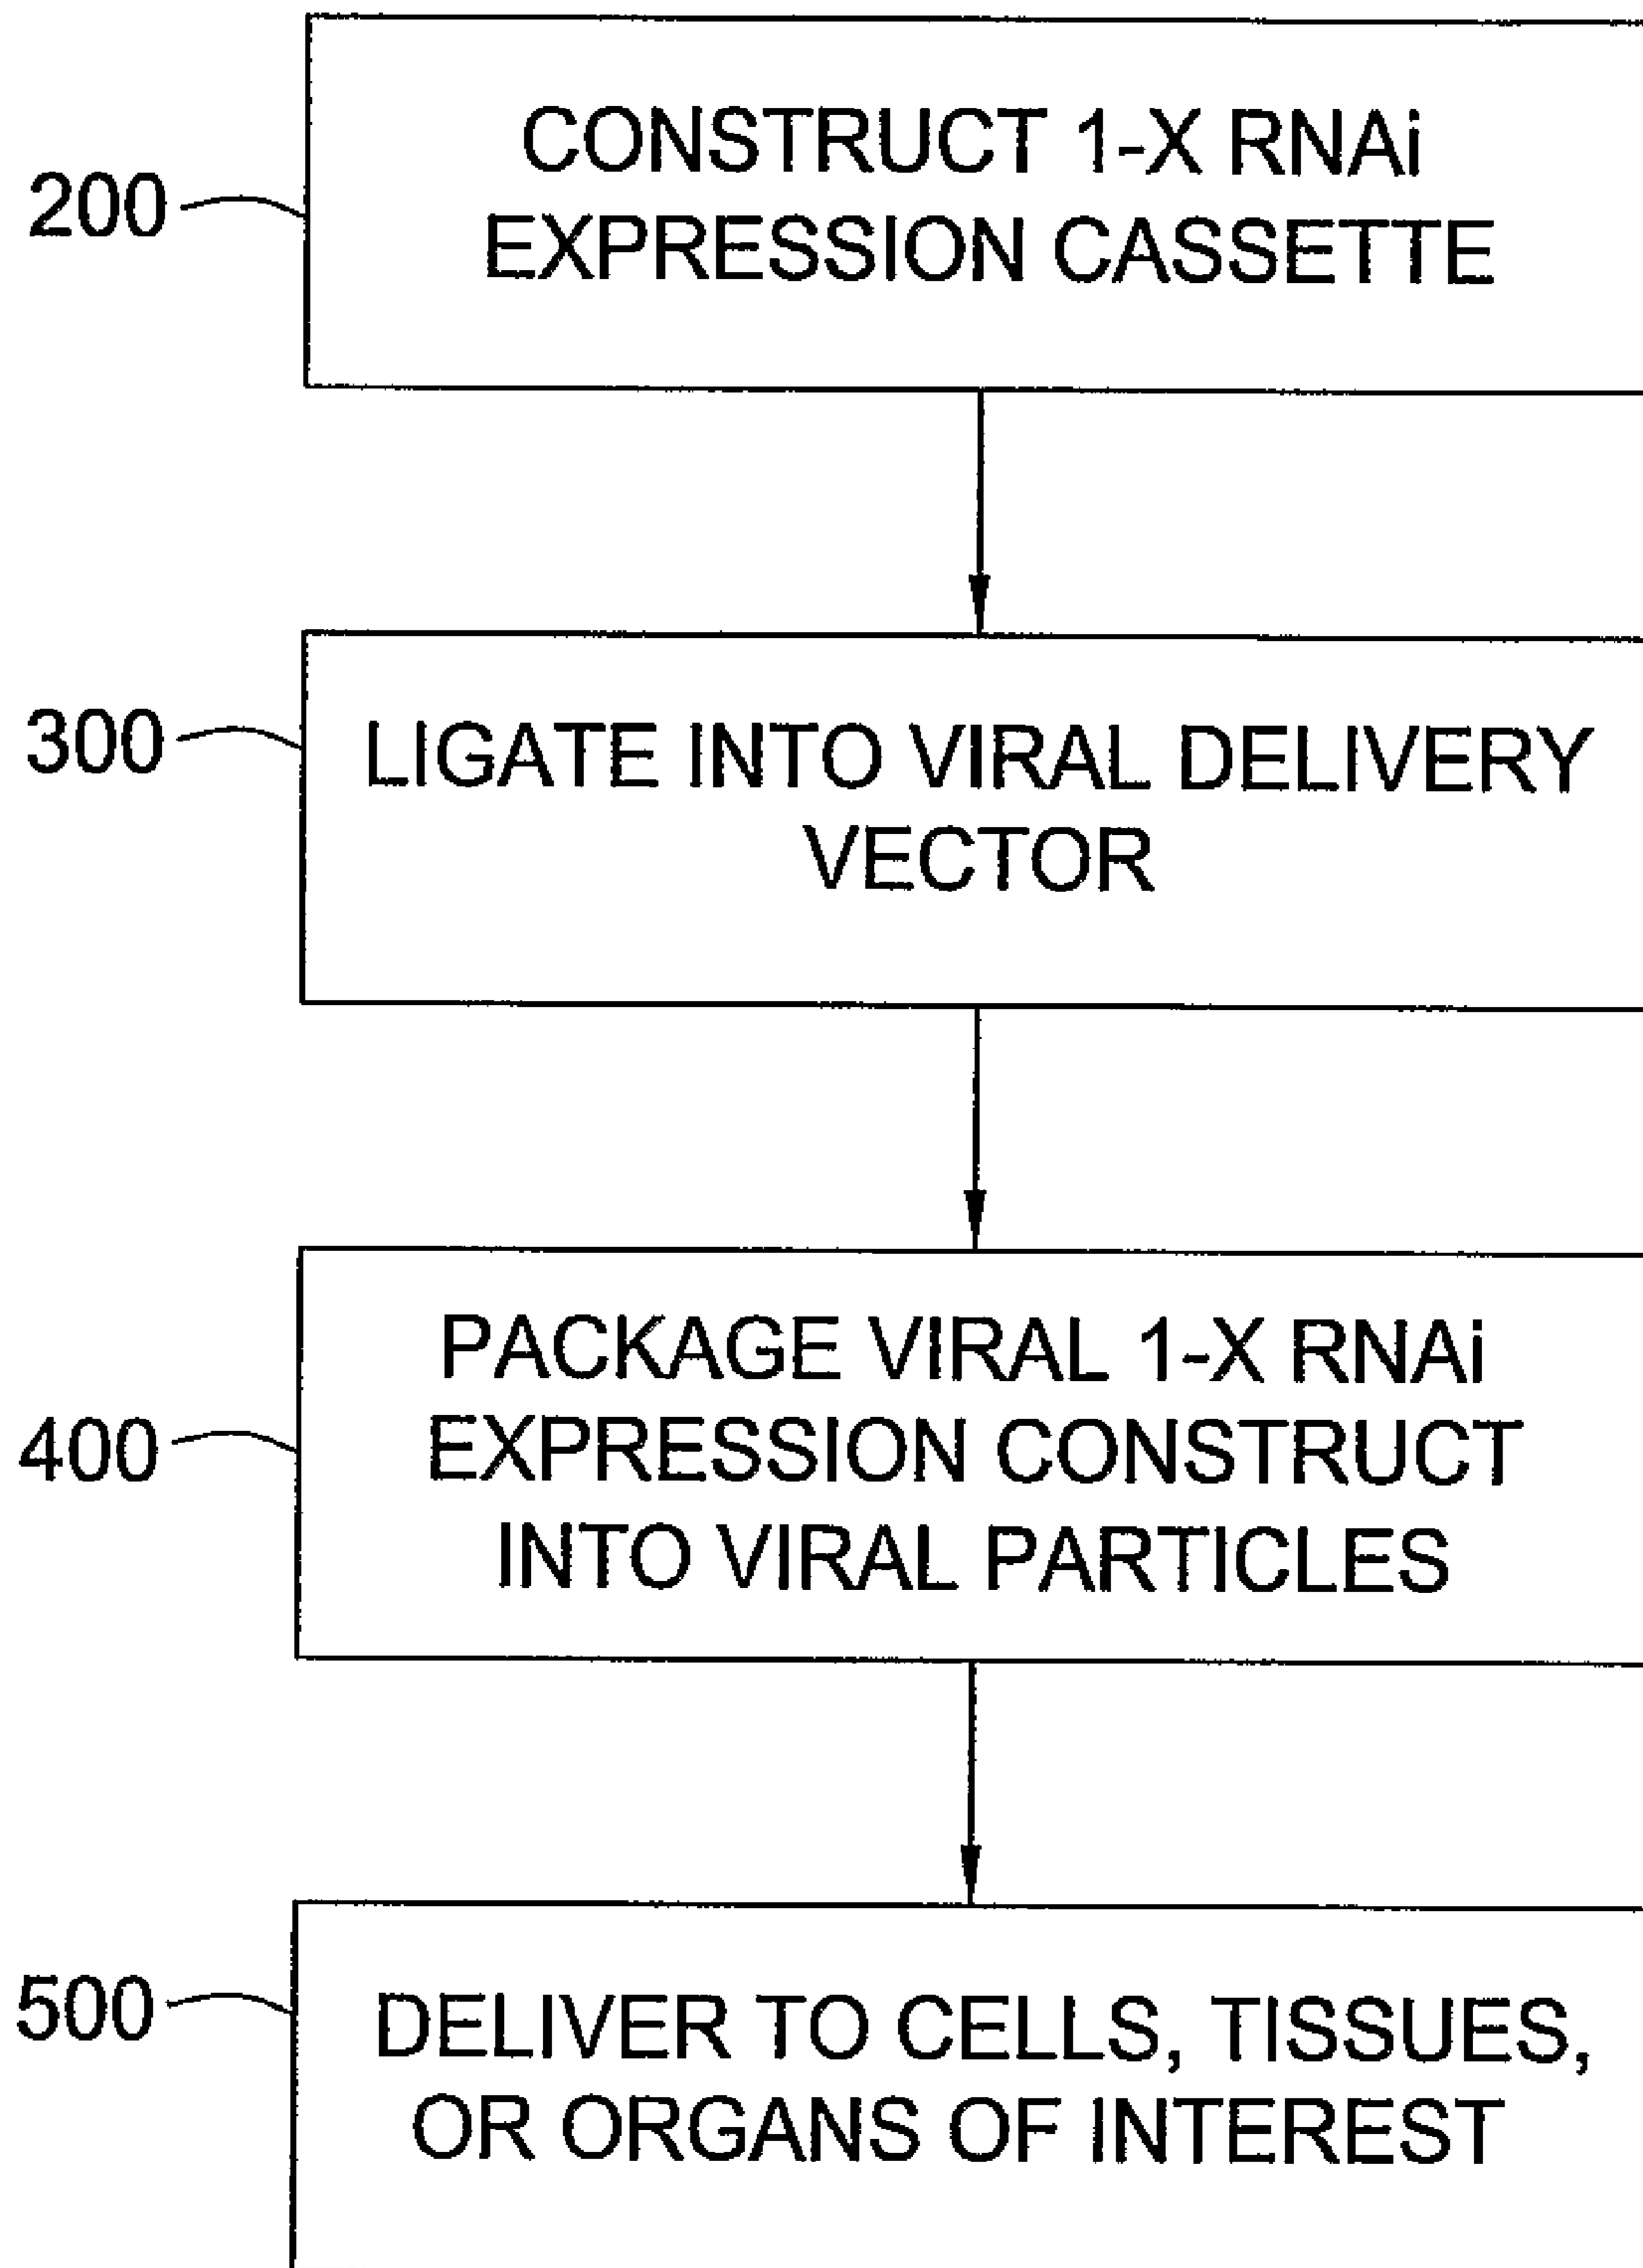 200
CONSTRUCT 1-X RNAi
EXPRESSION CASSETTE
300
LIGATE INTO VIRAL DELIVERY
VECTOR
400
PACKAGE VIRAL 1-X RNAi
EXPRESSION CONSTRUCT
INTO VIRAL PARTICLES
500
DELIVER TO CELLS, TISSUES,
OR ORGANS OF INTEREST